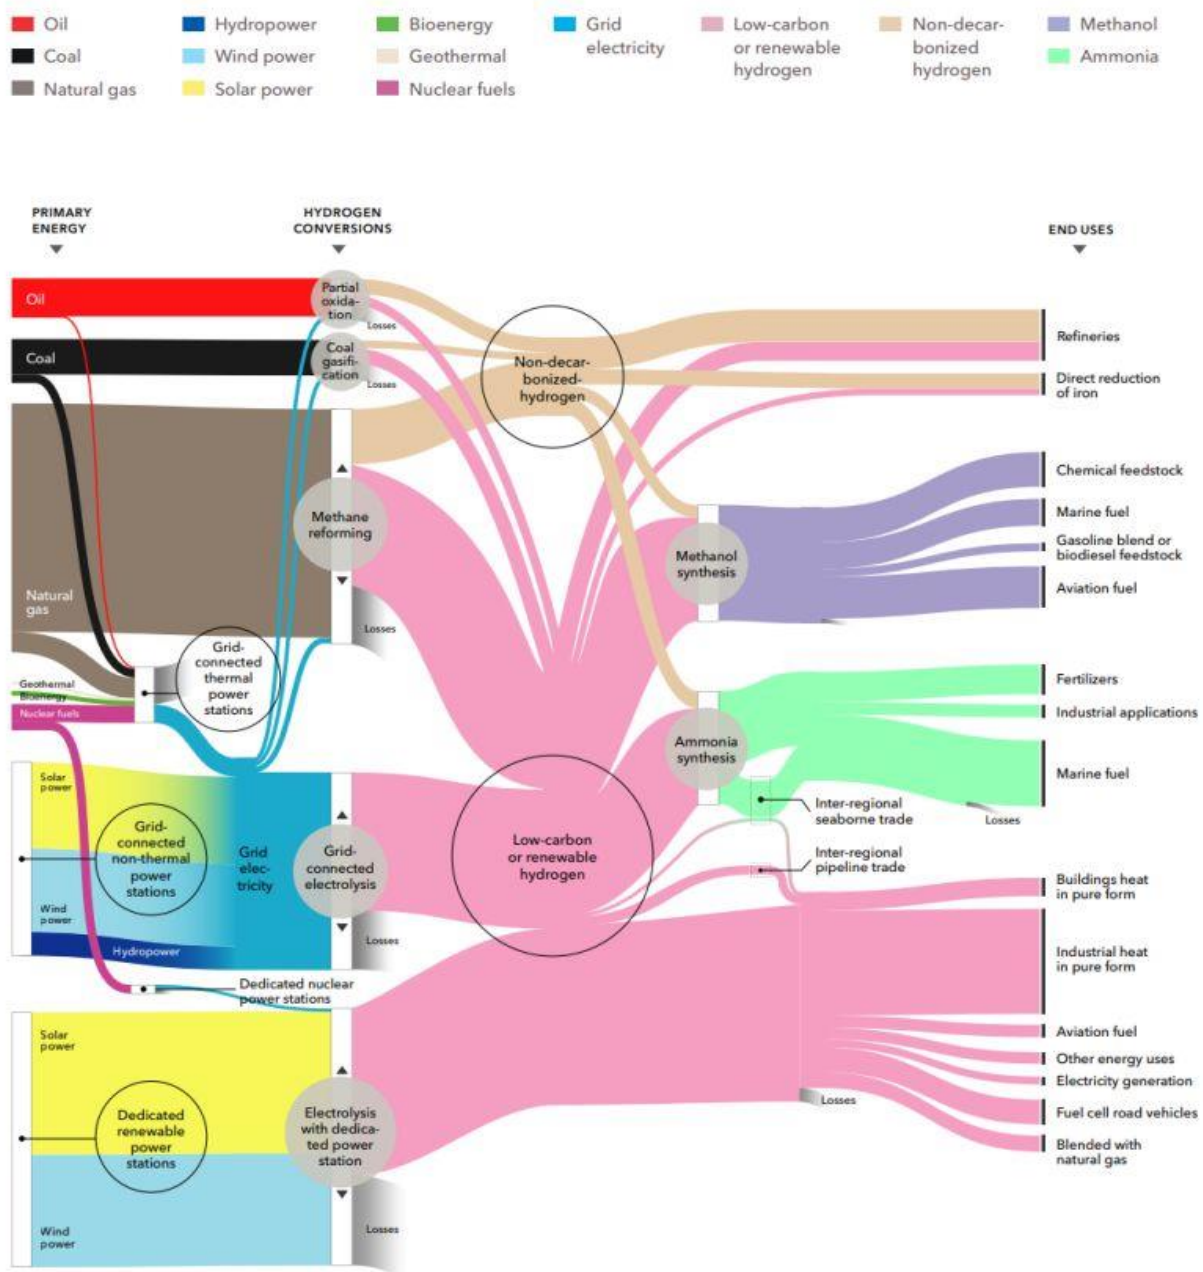 Oil
Coal
Natural gas
Hydropower
Wind power
Solar power
Bioenergy
Geothermal
Nuclear fuels
Grid
electricity
Low-carbon
or renewable
hydrogen
Non-decar-
bonized
hydrogen
Methanol
Ammonia
PRIMARY
ENERGY
HYDROGEN
CONVERSIONS
END USES
Oil
Coal
Natural
gas
Geothermal
Bioenergy
Nuclear fuels
Solar
power
Wind
power
Hydropower
Solar
power
Wind
power
Grid-
connected
thermal
power
stations
Grid-
connected
non-thermal
power
stations
Grid
elec-
tricity
Dedicated nuclear
power stations
Dedicated
renewable
power
stations
Partial
oxida-
tion
Losses
Coal
gasifi-
cation
Losses
Methane
reforming
Losses
Grid-
connected
electrolysis
Losses
Electrolysis
with dedica-
ted power
station
Losses
Non-decar-
bonized-
hydrogen
Low-carbon
or renewable
hydrogen
Methanol
synthesis
Ammonia
synthesis
Inter-regional
seaborne trade
Inter-regional
pipeline trade
Losses
Losses
Refineries
Direct reduction
of iron
Chemical feedstock
Marine fuel
Gasoline blend or
biodiesel feedstock
Aviation fuel
Fertilizers
Industrial applications
Marine fuel
Buildings heat
in pure form
Industrial heat
in pure form
Aviation fuel
Other energy uses
Electricity generation
Fuel cell road vehicles
Blended with
natural gas